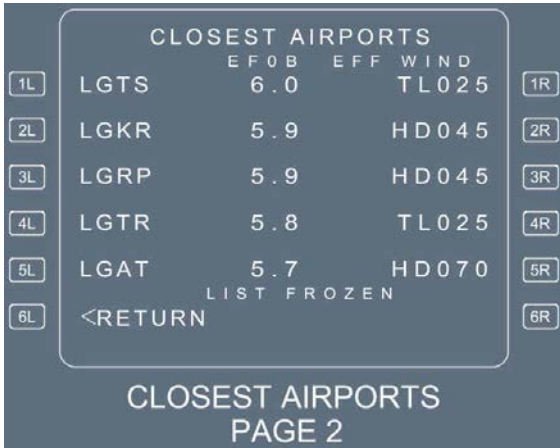 CLOSEST AIRPORTS
EFOB EFF WIND
1L LGTS 6.0 TL025 1R
2L LGKR 5.9 HD045 2R
3L LGRP 5.9 HD045 3R
4L LGTR 5.8 TL025 4R
5L LGAT 5.7 HD070 5R
LIST FROZEN
6L <RETURN 6R
CLOSEST AIRPORTS
PAGE 2